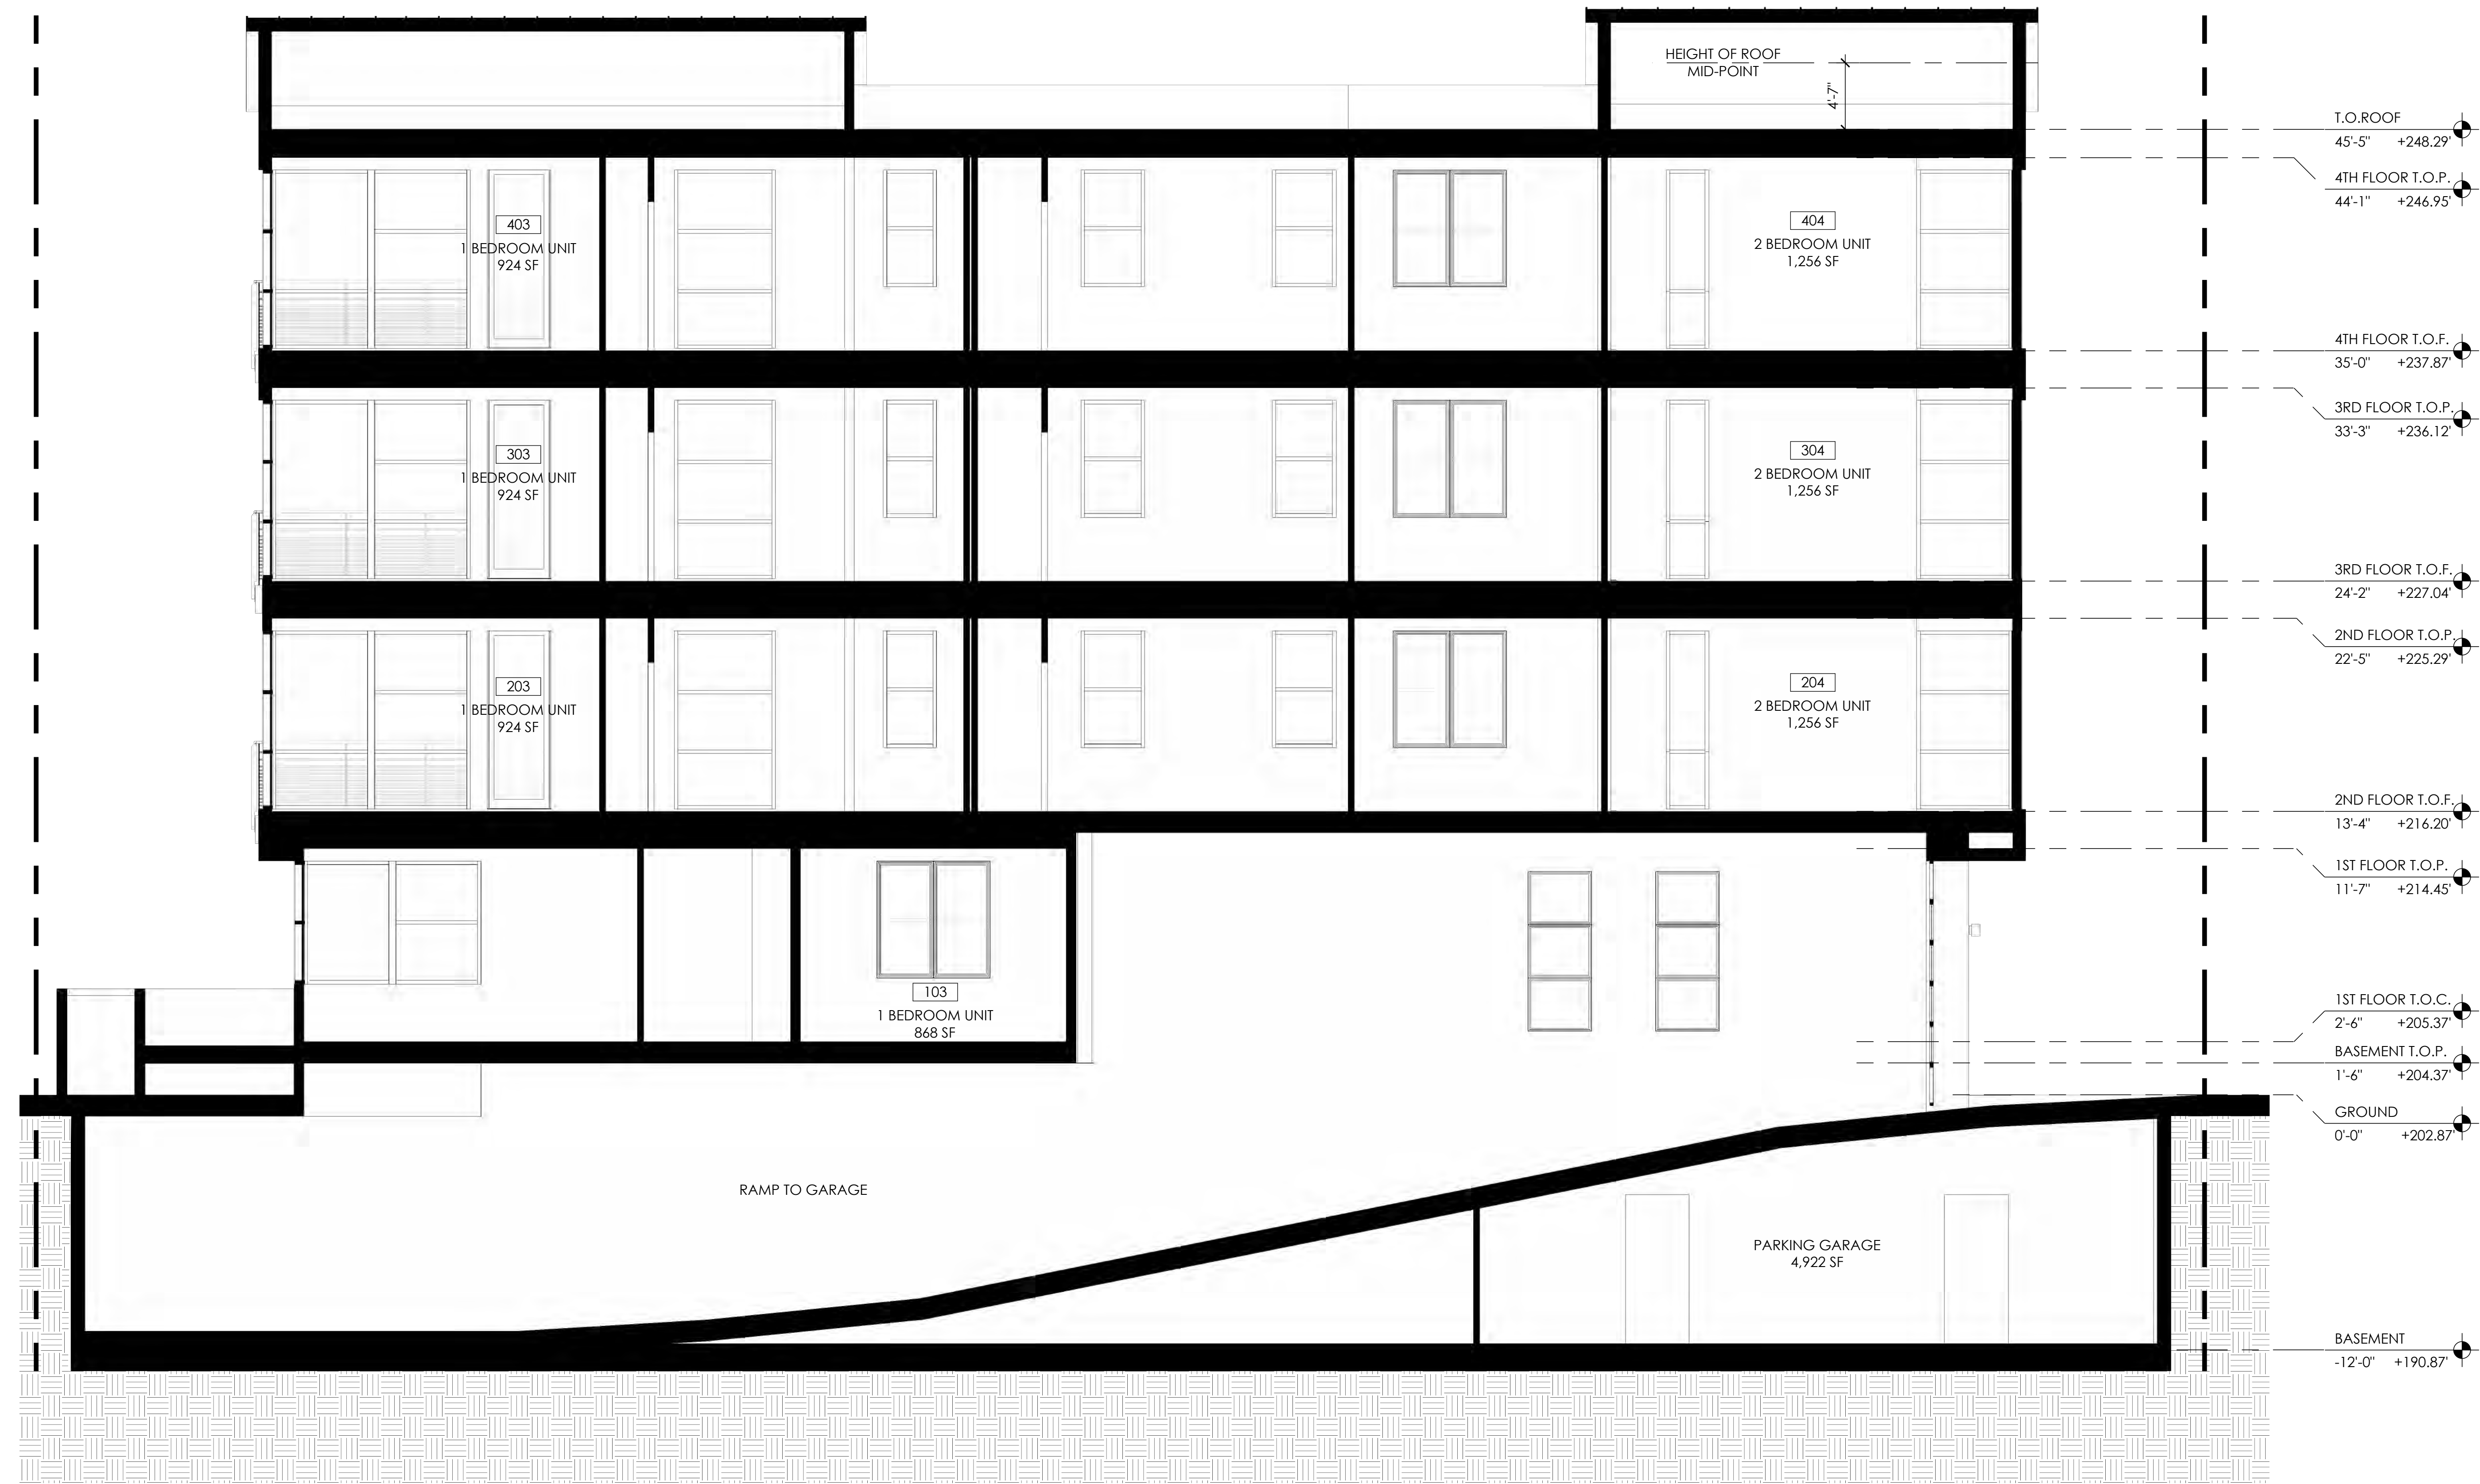 HEIGHT OF ROOF
MID-POINT
4'-7"
T.O.ROOF
45'-5" +248.29'
4TH FLOOR T.O.P.
44'-1" +246.95'
403
1 BEDROOM UNIT
924 SF
404
2 BEDROOM UNIT
1,256 SF
4TH FLOOR T.O.F.
35'-0" +237.87'
3RD FLOOR T.O.P.
33'-3" +236.12'
303
1 BEDROOM UNIT
924 SF
304
2 BEDROOM UNIT
1,256 SF
3RD FLOOR T.O.F.
24'-2" +227.04'
2ND FLOOR T.O.P.
22'-5" +225.29'
203
1 BEDROOM UNIT
924 SF
204
2 BEDROOM UNIT
1,256 SF
2ND FLOOR T.O.F.
13'-4" +216.20'
1ST FLOOR T.O.P.
11'-7" +214.45'
103
1 BEDROOM UNIT
868 SF
1ST FLOOR T.O.C.
2'-6" +205.37'
BASEMENT T.O.P.
1'-6" +204.37'
GROUND
0'-0" +202.87'
RAMP TO GARAGE
PARKING GARAGE
4,922 SF
BASEMENT
-12'-0" +190.87'